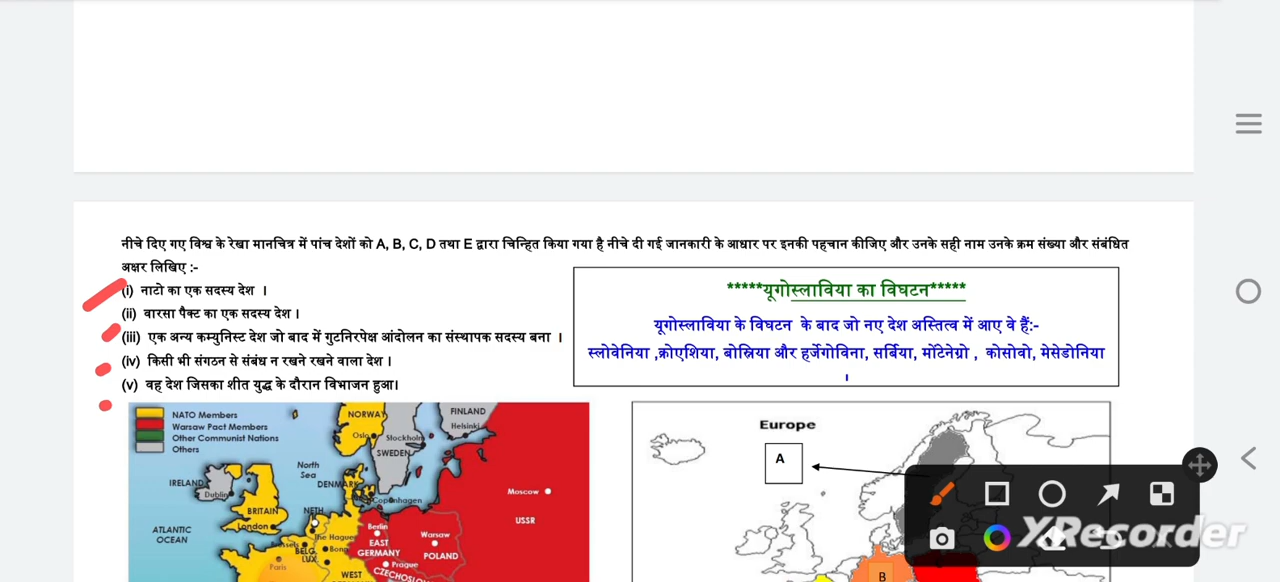 नीचे दिए गए विश्व के रेखा मानचित्र में पांच देशों को A, B, C, D तथा E द्वारा चिन्हित किया गया है नीचे दी गई जानकारी के आधार पर इनकी पहचान कीजिए और उनके सही नाम उनके क्रम संख्या और संबंधित
अक्षर लिखिए :-
(i) नाटो का एक सदस्य देश ।
(ii) वारसा पैक्ट का एक सदस्य देश।
(iii) एक अन्य कम्युनिस्ट देश जो बाद में गुटनिरपेक्ष आंदोलन का संस्थापक सदस्य बना ।
(iv) किसी भी संगठन से संबंध न रखने रखने वाला देश।
(v) वह देश जिसका शीत युद्ध के दौरान विभाजन हुआ।
*****यूगोस्लाविया का विघटन*****
यूगोस्लाविया के विघटन के बाद जो नए देश अस्तित्व में आए वे हैं:-
स्लोवेनिया ,क्रोएशिया, बोस्निया और हर्जेगोविना, सर्बिया, मोंटेनेग्रो , कोसोवो, मेसेडोनिया
।
NATO Members
Warsaw Pact Members
Other Communist Nations
Others
NORWAY
FINLAND
Oslo
Stockholm
Helsinki
SWEDEN
North
Sea
IRELAND
Dublin
DENMARK
Copenhagen
Moscow
BRITAIN
London
NETH
USSR
ATLANTIC
OCEAN
The Hague
Berlin
EAST
GERMANY
Warsaw
POLAND
BELG
LUX
Bonn
Paris
Prague
WEST
Europe
A
B
XRecorder